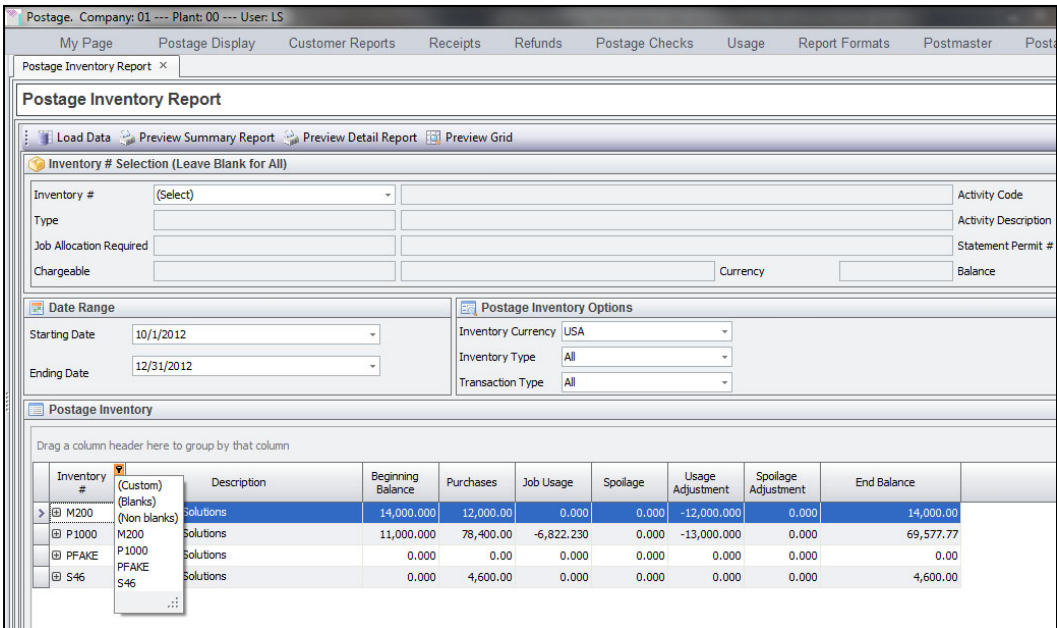 Postage. Company: 01 --- Plant: 00 --- User: LS
My Page Postage Display Customer Reports Receipts Refunds Postage Checks Usage Report Formats Postmaster Posta
Postage Inventory Report ×
Postage Inventory Report
Load Data Preview Summary Report Preview Detail Report Preview Grid
Inventory # Selection (Leave Blank for All)
Inventory # (Select) Activity Code
Type Activity Description
Job Allocation Required Statement Permit #
Chargeable Currency Balance
Date Range
Starting Date 10/1/2012
Ending Date 12/31/2012
Postage Inventory Options
Inventory Currency USA
Inventory Type All
Transaction Type All
Postage Inventory
Drag a column header here to group by that column
Inventory # Description Beginning Balance Purchases Job Usage Spoilage Usage Adjustment Spoilage Adjustment End Balance
M200 Solutions 14,000.000 12,000.00 0.000 0.000 -12,000.000 0.000 14,000.00
P1000 Solutions 11,000.000 78,400.00 -6,822.230 0.000 -13,000.000 0.000 69,577.77
PFAKE Solutions 0.000 0.00 0.000 0.000 0.000 0.000 0.00
S46 Solutions 0.000 4,600.00 0.000 0.000 0.000 0.000 4,600.00
(Custom)
(Blanks)
(Non blanks)
M200
P1000
PFAKE
S46